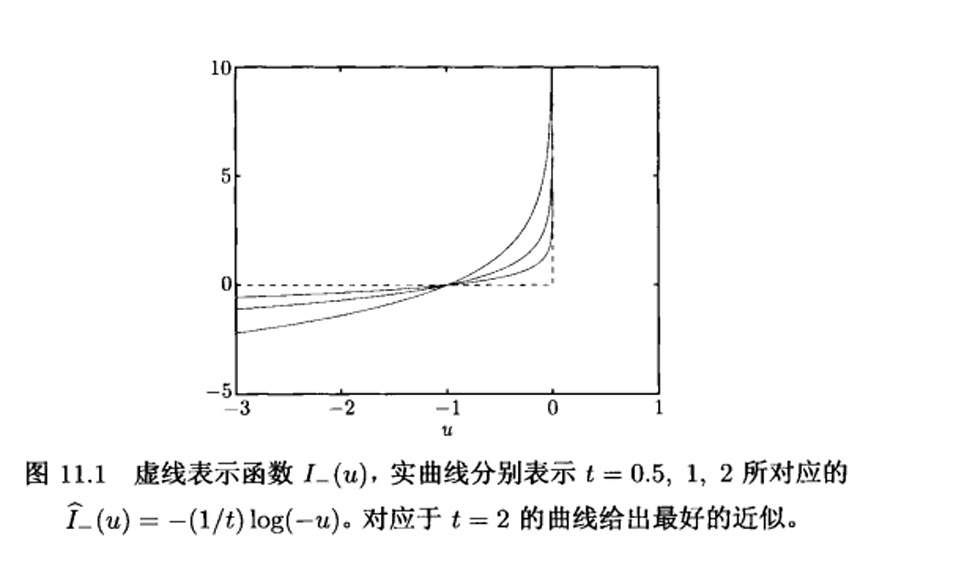 10
5
0
−5
−3 −2 −1 0 1
u
图 11.1 虚线表示函数 I₋(u)，实曲线分别表示 t = 0.5, 1, 2 所对应的
Î₋(u) = −(1/t) log(−u)。对应于 t = 2 的曲线给出最好的近似。